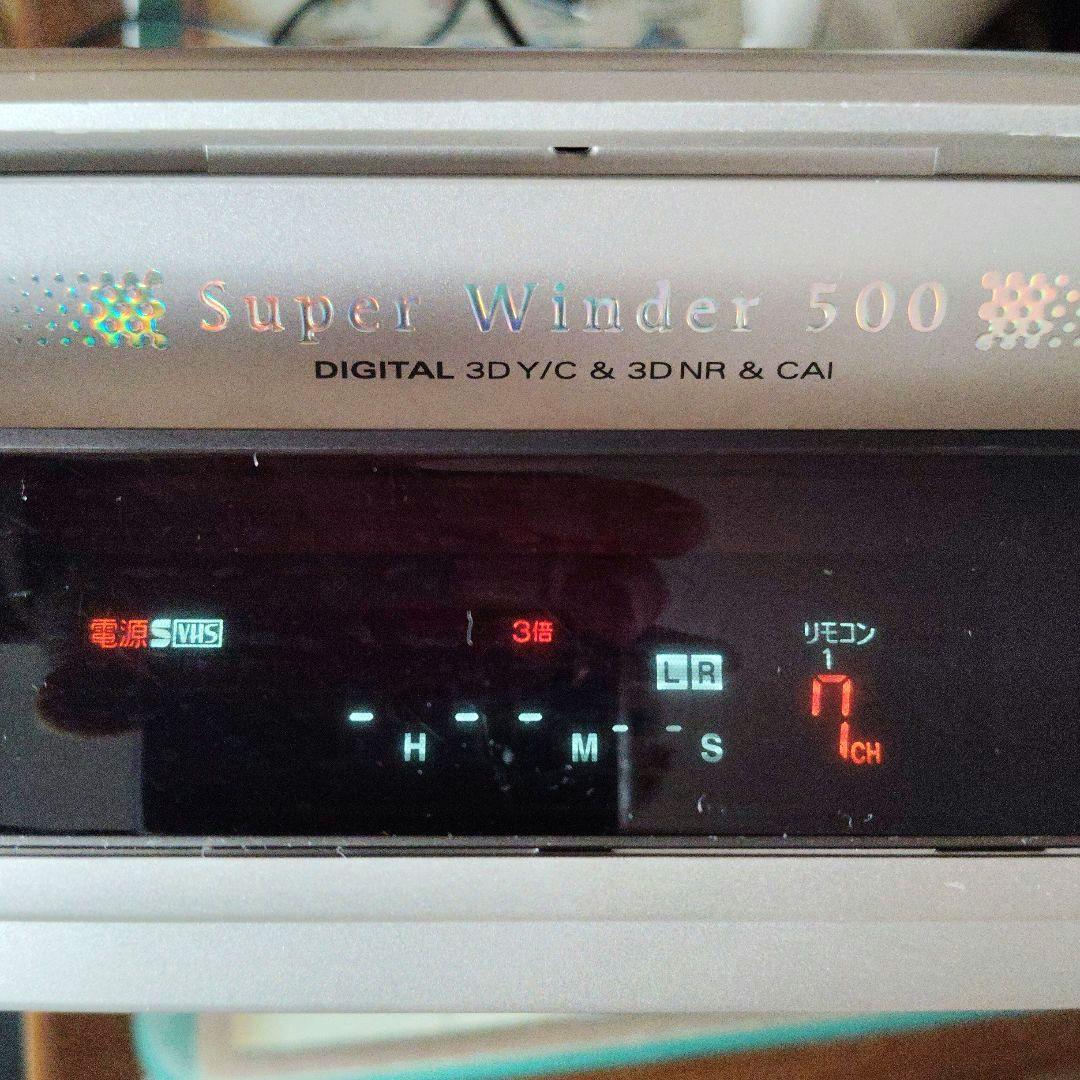 Super Winder 500
DIGITAL 3D Y/C & 3D NR & CAI
電源 S VHS
3倍
リモコン
1
L R
- H - - M - - S
7 CH